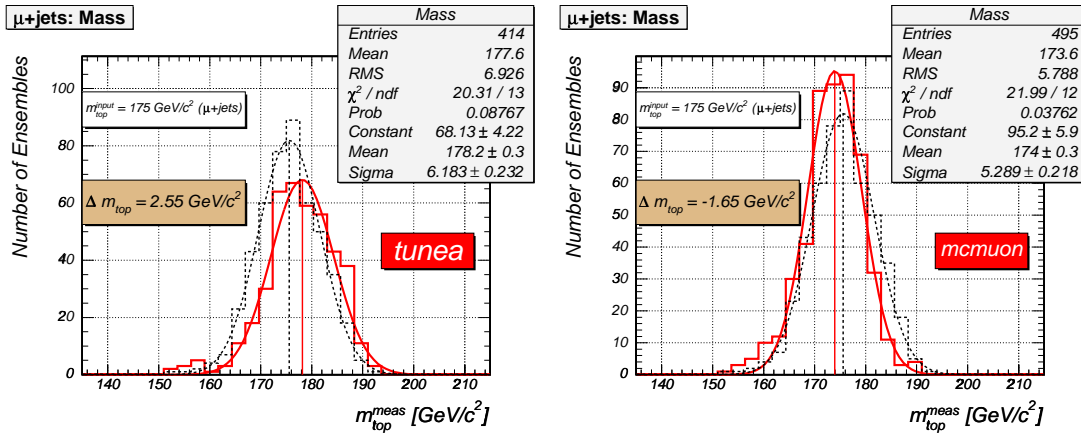 μ+jets: Mass
Mass
Entries 414
Mean 177.6
RMS 6.926
χ² / ndf 20.31 / 13
Prob 0.08767
Constant 68.13 ± 4.22
Mean 178.2 ± 0.3
Sigma 6.183 ± 0.232
Number of Ensembles
100
80
60
40
20
0
m_top^input = 175 GeV/c² (μ+jets)
Δ m_top = 2.55 GeV/c²
tunea
140 150 160 170 180 190 200 210
m_top^meas [GeV/c²]
μ+jets: Mass
Mass
Entries 495
Mean 173.6
RMS 5.788
χ² / ndf 21.99 / 12
Prob 0.03762
Constant 95.2 ± 5.9
Mean 174 ± 0.3
Sigma 5.289 ± 0.218
Number of Ensembles
90
80
70
60
50
40
30
20
10
0
m_top^input = 175 GeV/c² (μ+jets)
Δ m_top = -1.65 GeV/c²
mcmuon
140 150 160 170 180 190 200 210
m_top^meas [GeV/c²]